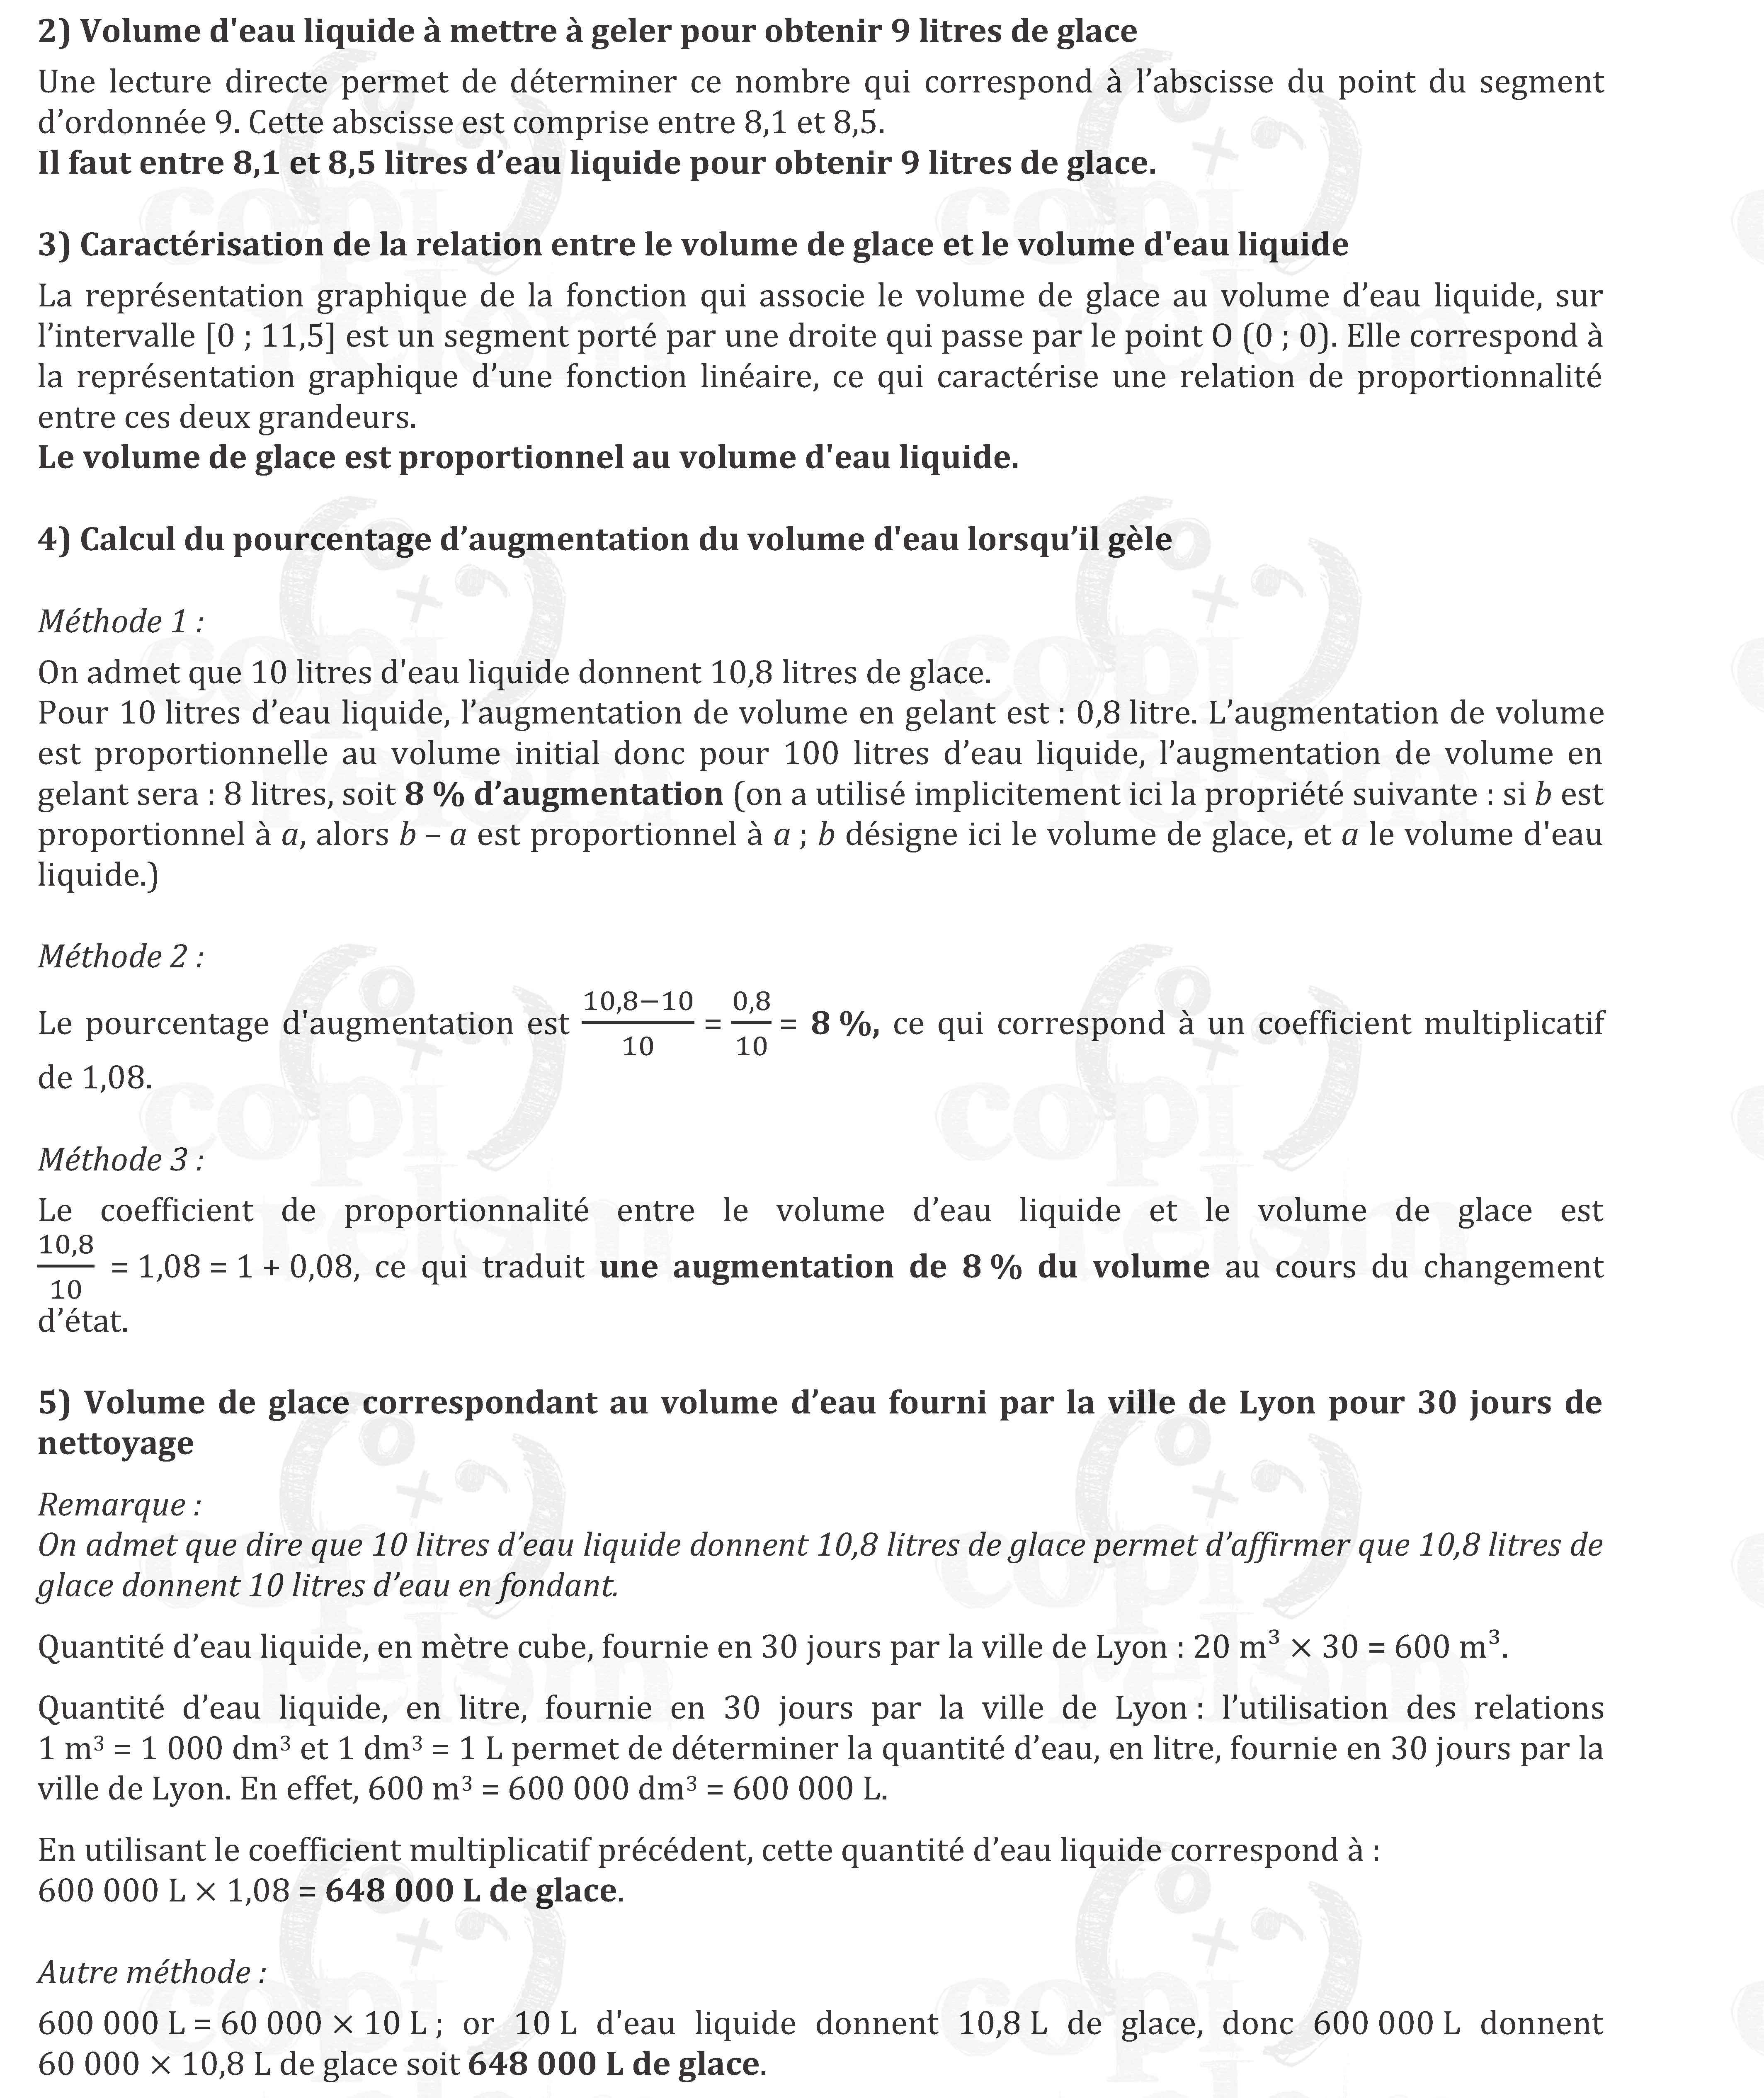 2) Volume d'eau liquide à mettre à geler pour obtenir 9 litres de glace
Une lecture directe permet de déterminer ce nombre qui correspond à l’abscisse du point du segment
d’ordonnée 9. Cette abscisse est comprise entre 8,1 et 8,5.
Il faut entre 8,1 et 8,5 litres d’eau liquide pour obtenir 9 litres de glace.
3) Caractérisation de la relation entre le volume de glace et le volume d'eau liquide
La représentation graphique de la fonction qui associe le volume de glace au volume d’eau liquide, sur
l’intervalle [0 ; 11,5] est un segment porté par une droite qui passe par le point O (0 ; 0). Elle correspond à
la représentation graphique d’une fonction linéaire, ce qui caractérise une relation de proportionnalité
entre ces deux grandeurs.
Le volume de glace est proportionnel au volume d'eau liquide.
4) Calcul du pourcentage d’augmentation du volume d'eau lorsqu’il gèle
Méthode 1 :
On admet que 10 litres d'eau liquide donnent 10,8 litres de glace.
Pour 10 litres d’eau liquide, l’augmentation de volume en gelant est : 0,8 litre. L’augmentation de volume
est proportionnelle au volume initial donc pour 100 litres d’eau liquide, l’augmentation de volume en
gelant sera : 8 litres, soit 8 % d’augmentation (on a utilisé implicitement ici la propriété suivante : si b est
proportionnel à a, alors b – a est proportionnel à a ; b désigne ici le volume de glace, et a le volume d'eau
liquide.)
Méthode 2 :
Le pourcentage d'augmentation est (10,8−10)/10 = 0,8/10 = 8 %, ce qui correspond à un coefficient multiplicatif
de 1,08.
Méthode 3 :
Le coefficient de proportionnalité entre le volume d’eau liquide et le volume de glace est
10,8/10 = 1,08 = 1 + 0,08, ce qui traduit une augmentation de 8 % du volume au cours du changement
d’état.
5) Volume de glace correspondant au volume d’eau fourni par la ville de Lyon pour 30 jours de
nettoyage
Remarque :
On admet que dire que 10 litres d’eau liquide donnent 10,8 litres de glace permet d’affirmer que 10,8 litres de
glace donnent 10 litres d’eau en fondant.
Quantité d’eau liquide, en mètre cube, fournie en 30 jours par la ville de Lyon : 20 m³ × 30 = 600 m³.
Quantité d’eau liquide, en litre, fournie en 30 jours par la ville de Lyon : l’utilisation des relations
1 m³ = 1 000 dm³ et 1 dm³ = 1 L permet de déterminer la quantité d’eau, en litre, fournie en 30 jours par la
ville de Lyon. En effet, 600 m³ = 600 000 dm³ = 600 000 L.
En utilisant le coefficient multiplicatif précédent, cette quantité d’eau liquide correspond à :
600 000 L × 1,08 = 648 000 L de glace.
Autre méthode :
600 000 L = 60 000 × 10 L ; or 10 L d'eau liquide donnent 10,8 L de glace, donc 600 000 L donnent
60 000 × 10,8 L de glace soit 648 000 L de glace.